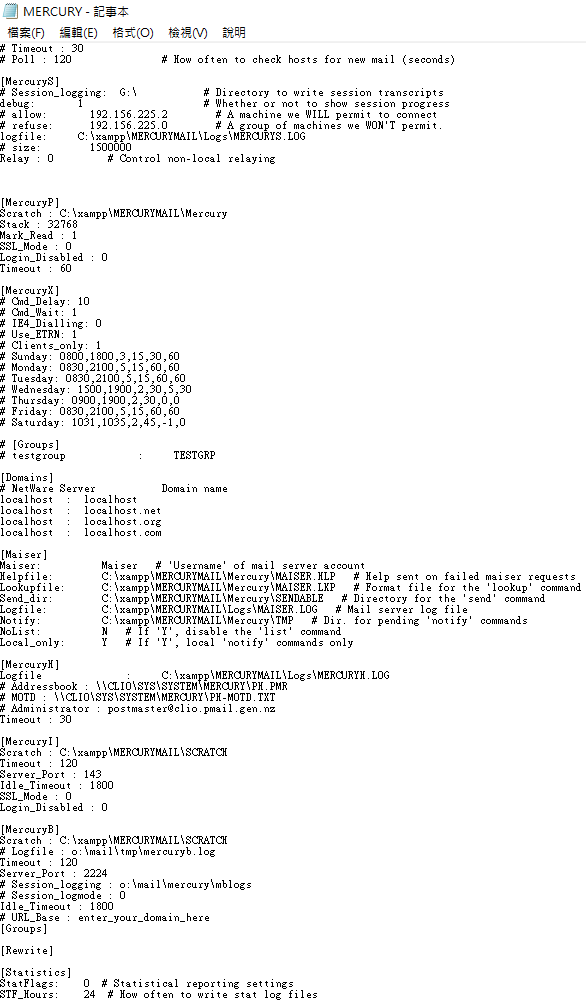 MERCURY - 記事本
檔案(F) 編輯(E) 格式(O) 檢視(V) 說明
# Timeout : 30
# Poll : 120 # How often to check hosts for new mail (seconds)
[MercuryS]
# Session_logging: G:\ # Directory to write session transcripts
debug: 1 # Whether or not to show session progress
# allow: 192.156.225.2 # A machine we WILL permit to connect
# refuse: 192.156.225.0 # A group of machines we WON'T permit.
logfile: C:\xampp\MERCURYMAIL\Logs\MERCURYS.LOG
# size: 1500000
Relay : 0 # Control non-local relaying
[MercuryP]
Scratch : C:\xampp\MERCURYMAIL\Mercury
Stack : 32768
Mark_Read : 1
SSL_Mode : 0
Login_Disabled : 0
Timeout : 60
[MercuryX]
# Cmd_Delay: 10
# Cmd_Wait: 1
# IE4_Dialling: 0
# Use_ETRN: 1
# Clients_only: 1
# Sunday: 0800,1800,3,15,30,60
# Monday: 0830,2100,5,15,60,60
# Tuesday: 0830,2100,5,15,60,60
# Wednesday: 1500,1900,2,30,5,30
# Thursday: 0900,1900,2,30,0,0
# Friday: 0830,2100,5,15,60,60
# Saturday: 1031,1035,2,45,-1,0
# [Groups]
# testgroup : TESTGRP
[Domains]
# NetWare Server Domain name
localhost : localhost
localhost : localhost.net
localhost : localhost.org
localhost : localhost.com
[Maiser]
Maiser: Maiser # 'Username' of mail server account
Helpfile: C:\xampp\MERCURYMAIL\Mercury\MAISER.HLP # Help sent on failed maiser requests
Lookupfile: C:\xampp\MERCURYMAIL\Mercury\MAISER.LKP # Format file for the 'lookup' command
Send_dir: C:\xampp\MERCURYMAIL\Mercury\SENDABLE # Directory for the 'send' command
Logfile: C:\xampp\MERCURYMAIL\Logs\MAISER.LOG # Mail server log file
Notify: C:\xampp\MERCURYMAIL\Mercury\TMP # Dir. for pending 'notify' commands
NoList: N # If 'Y', disable the 'list' command
Local_only: Y # If 'Y', local 'notify' commands only
[MercuryH]
Logfile : C:\xampp\MERCURYMAIL\Logs\MERCURYH.LOG
# Addressbook : \\CLIO\SYS\SYSTEM\MERCURY\PH.PMR
# MOTD : \\CLIO\SYS\SYSTEM\MERCURY\PH-MOTD.TXT
# Administrator : postmaster@clio.pmail.gen.nz
Timeout : 30
[MercuryI]
Scratch : C:\xampp\MERCURYMAIL\SCRATCH
Timeout : 120
Server_Port : 143
Idle_Timeout : 1800
SSL_Mode : 0
Login_Disabled : 0
[MercuryB]
Scratch : C:\xampp\MERCURYMAIL\SCRATCH
# Logfile : o:\mail\tmp\mercuryb.log
Timeout : 120
Server_Port : 2224
# Session_logging : o:\mail\mercury\mblogs
# Session_logmode : 0
Idle_Timeout : 1800
# URL_Base : enter_your_domain_here
[Groups]
[Rewrite]
[Statistics]
StatFlags: 0 # Statistical reporting settings
STF_Hours: 24 # How often to write stat log files